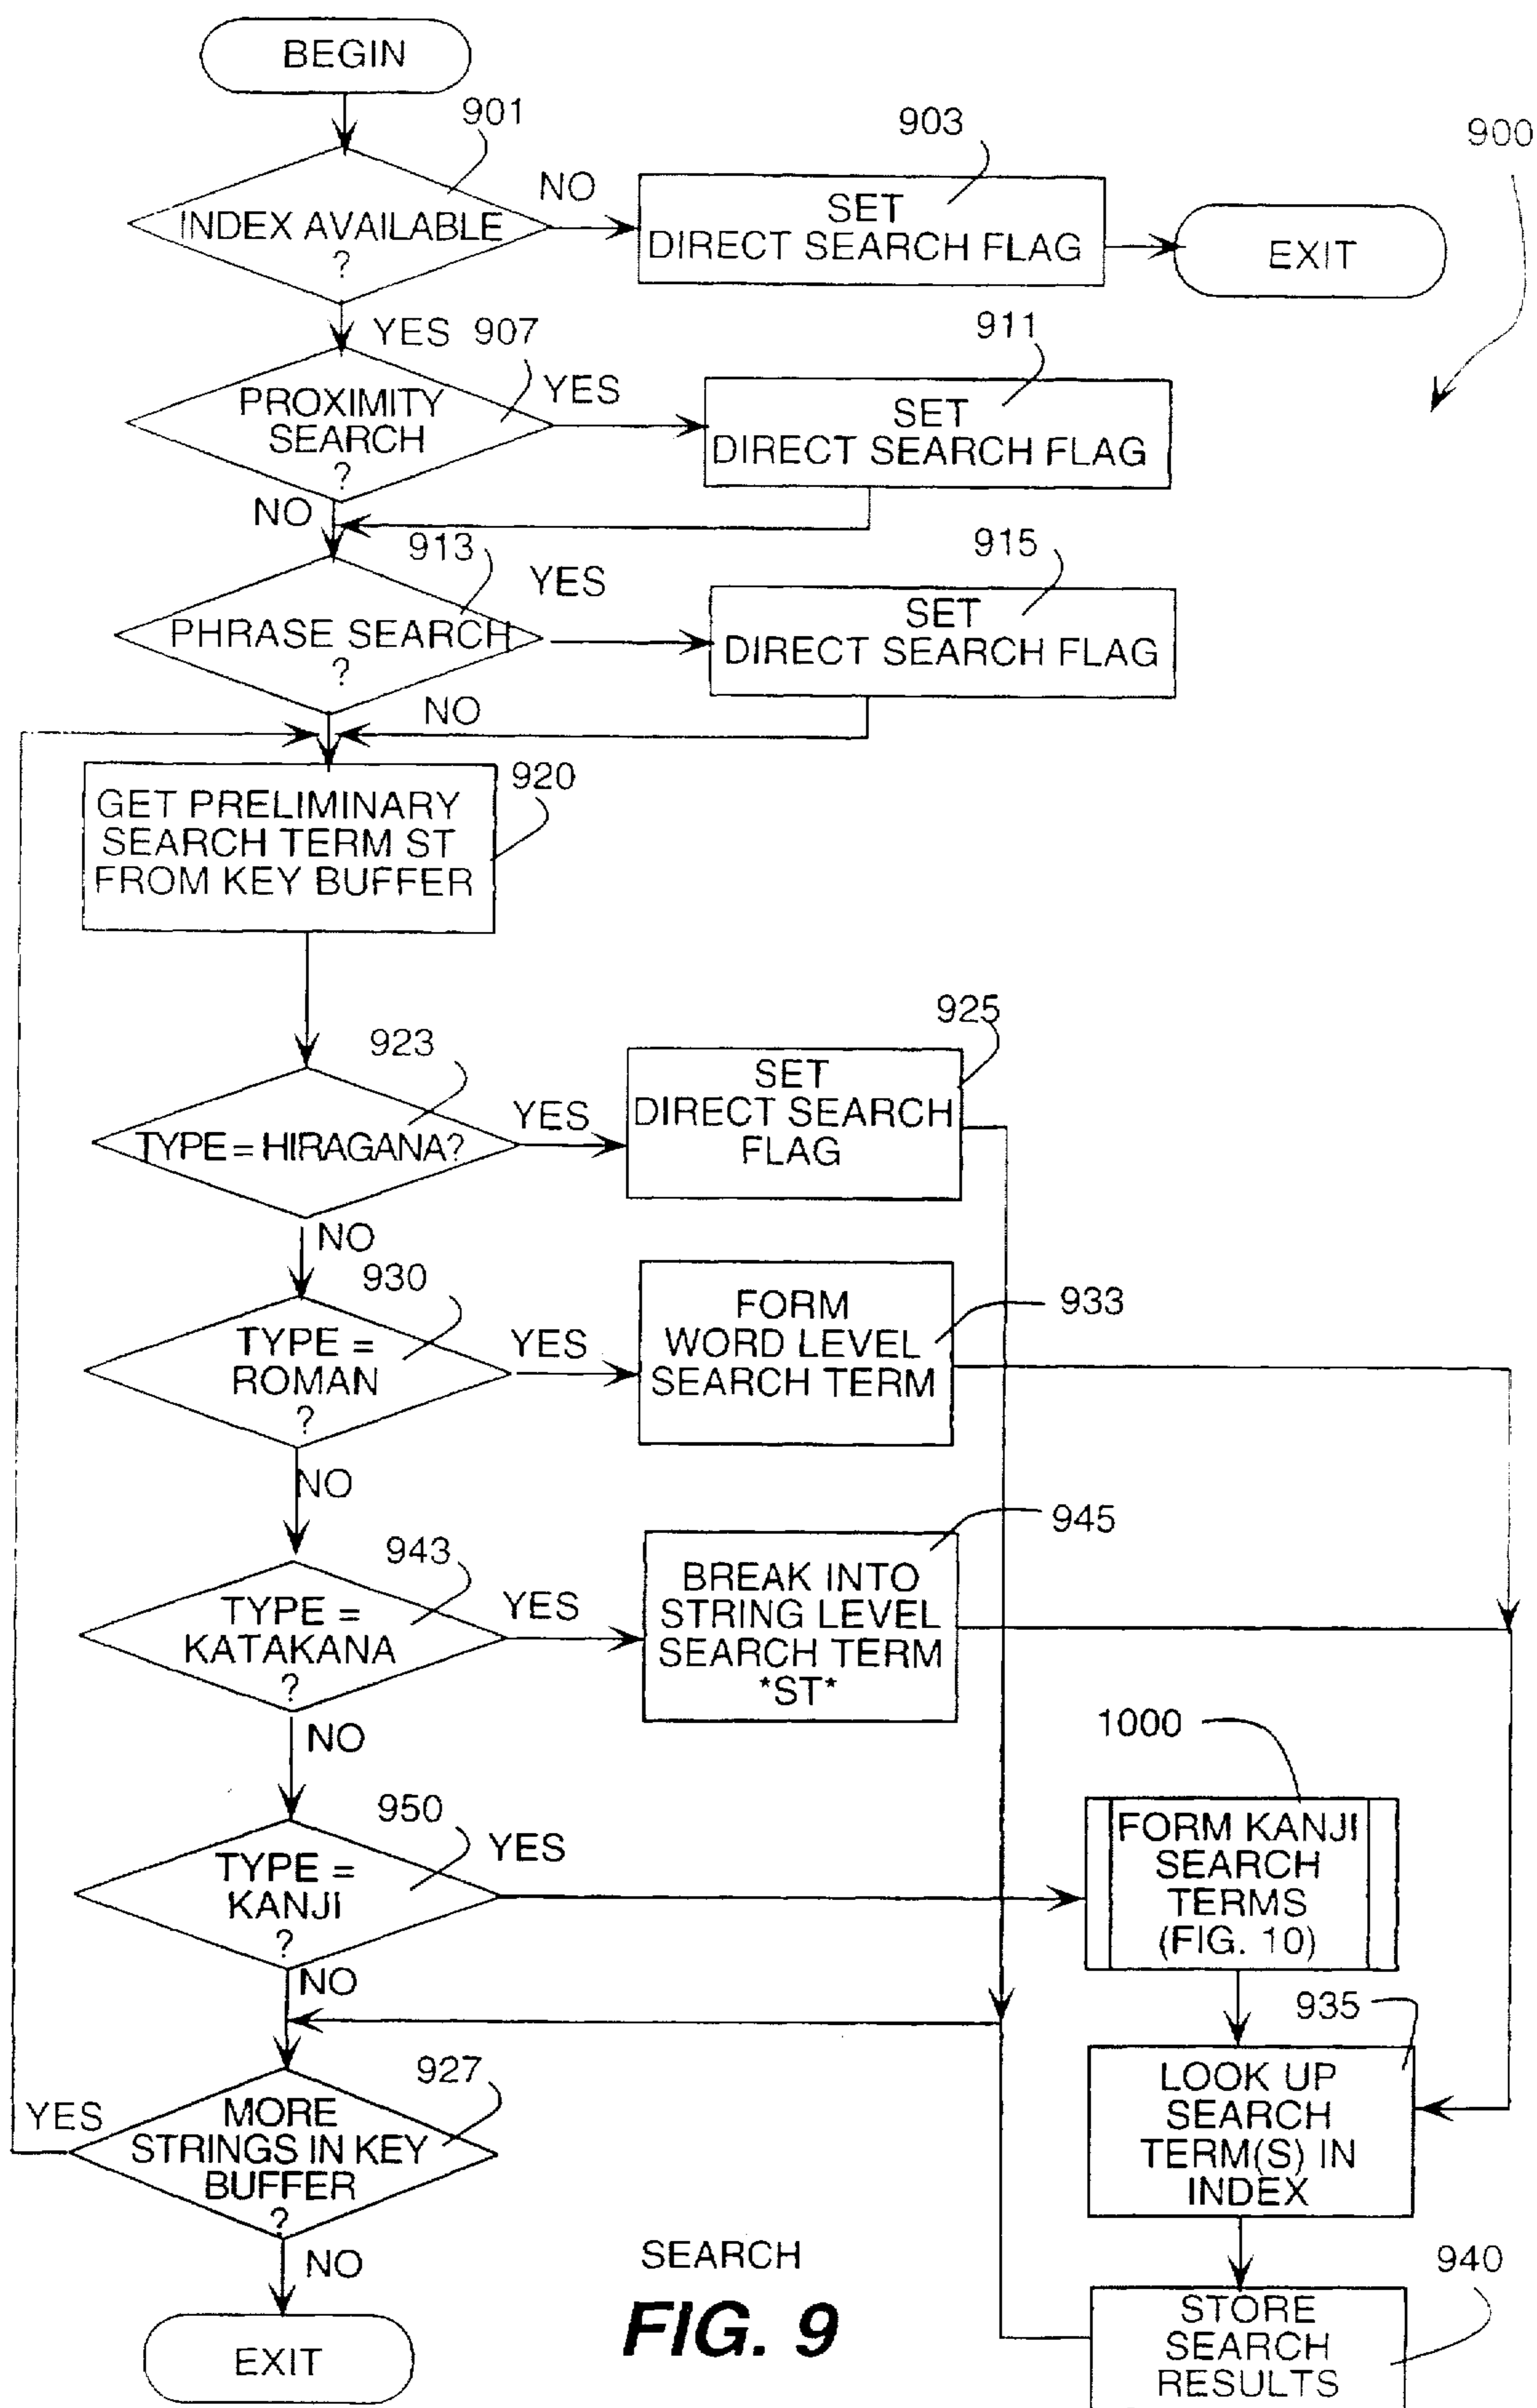 BEGIN
901
903
900
INDEX AVAILABLE
?
NO
SET
DIRECT SEARCH FLAG
EXIT
YES
907
911
PROXIMITY
SEARCH
?
YES
SET
DIRECT SEARCH FLAG
NO
913
915
PHRASE SEARCH
?
YES
SET
DIRECT SEARCH FLAG
NO
920
GET PRELIMINARY
SEARCH TERM ST
FROM KEY BUFFER
923
925
TYPE = HIRAGANA?
YES
SET
DIRECT SEARCH
FLAG
NO
930
933
TYPE =
ROMAN
?
YES
FORM
WORD LEVEL
SEARCH TERM
NO
943
945
TYPE =
KATAKANA
?
YES
BREAK INTO
STRING LEVEL
SEARCH TERM
*ST*
NO
1000
950
TYPE =
KANJI
?
YES
FORM KANJI
SEARCH
TERMS
(FIG. 10)
NO
935
927
MORE
STRINGS IN KEY
BUFFER
?
YES
LOOK UP
SEARCH
TERM(S) IN
INDEX
NO
940
STORE
SEARCH
RESULTS
EXIT
SEARCH
FIG. 9